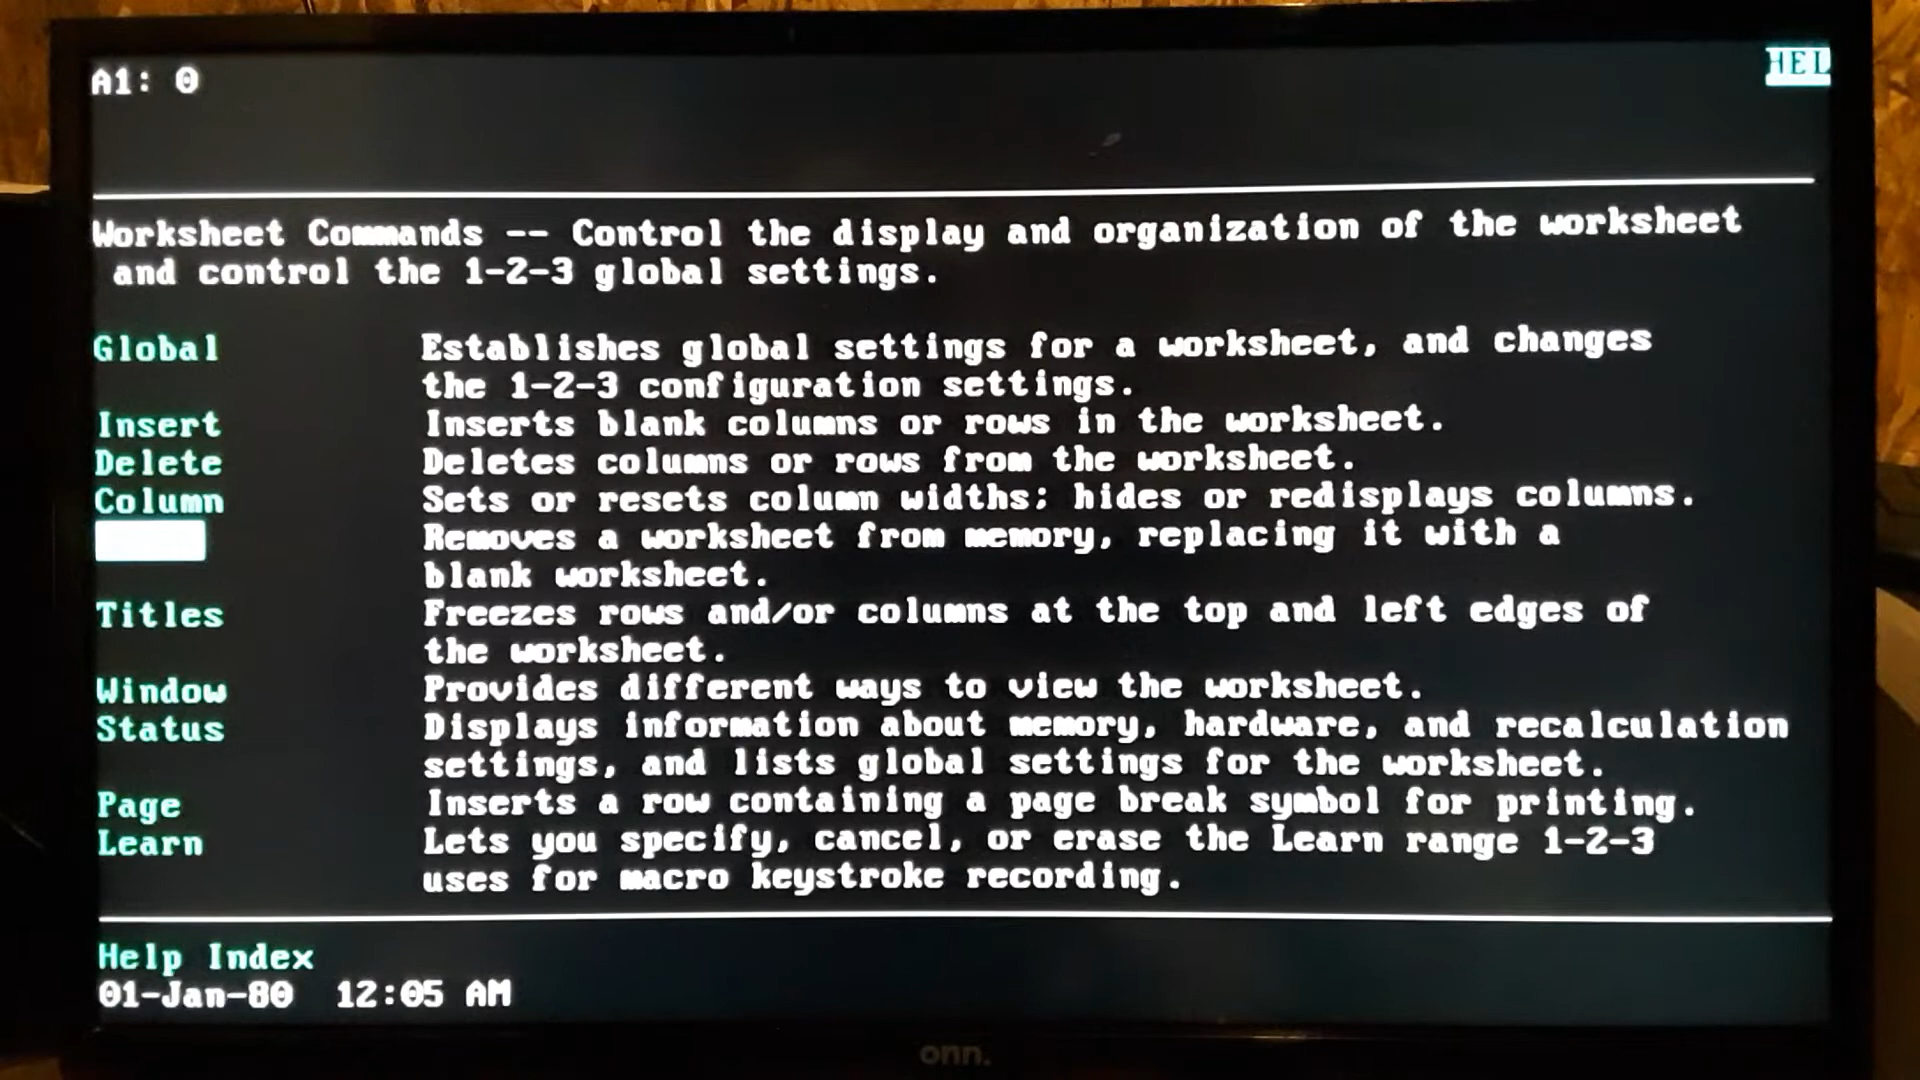 A1: 0
HEL
Worksheet Commands -- Control the display and organization of the worksheet
and control the 1-2-3 global settings.
Global Establishes global settings for a worksheet, and changes
the 1-2-3 configuration settings.
Insert Inserts blank columns or rows in the worksheet.
Delete Deletes columns or rows from the worksheet.
Column Sets or resets column widths; hides or redisplays columns.
Removes a worksheet from memory, replacing it with a
blank worksheet.
Titles Freezes rows and/or columns at the top and left edges of
the worksheet.
Window Provides different ways to view the worksheet.
Status Displays information about memory, hardware, and recalculation
settings, and lists global settings for the worksheet.
Page Inserts a row containing a page break symbol for printing.
Learn Lets you specify, cancel, or erase the Learn range 1-2-3
uses for macro keystroke recording.
Help Index
01-Jan-80 12:05 AM
onn.